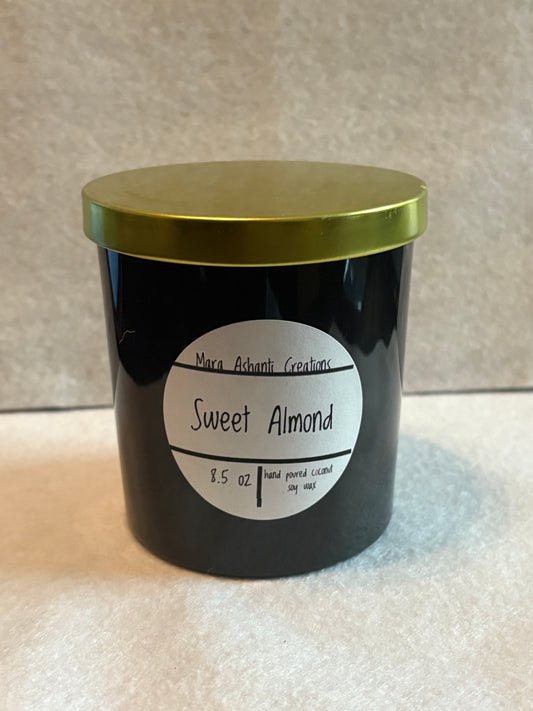 Mara Ashanti Creations
Sweet Almond
8.5 oz
hand poured coconut
soy wax